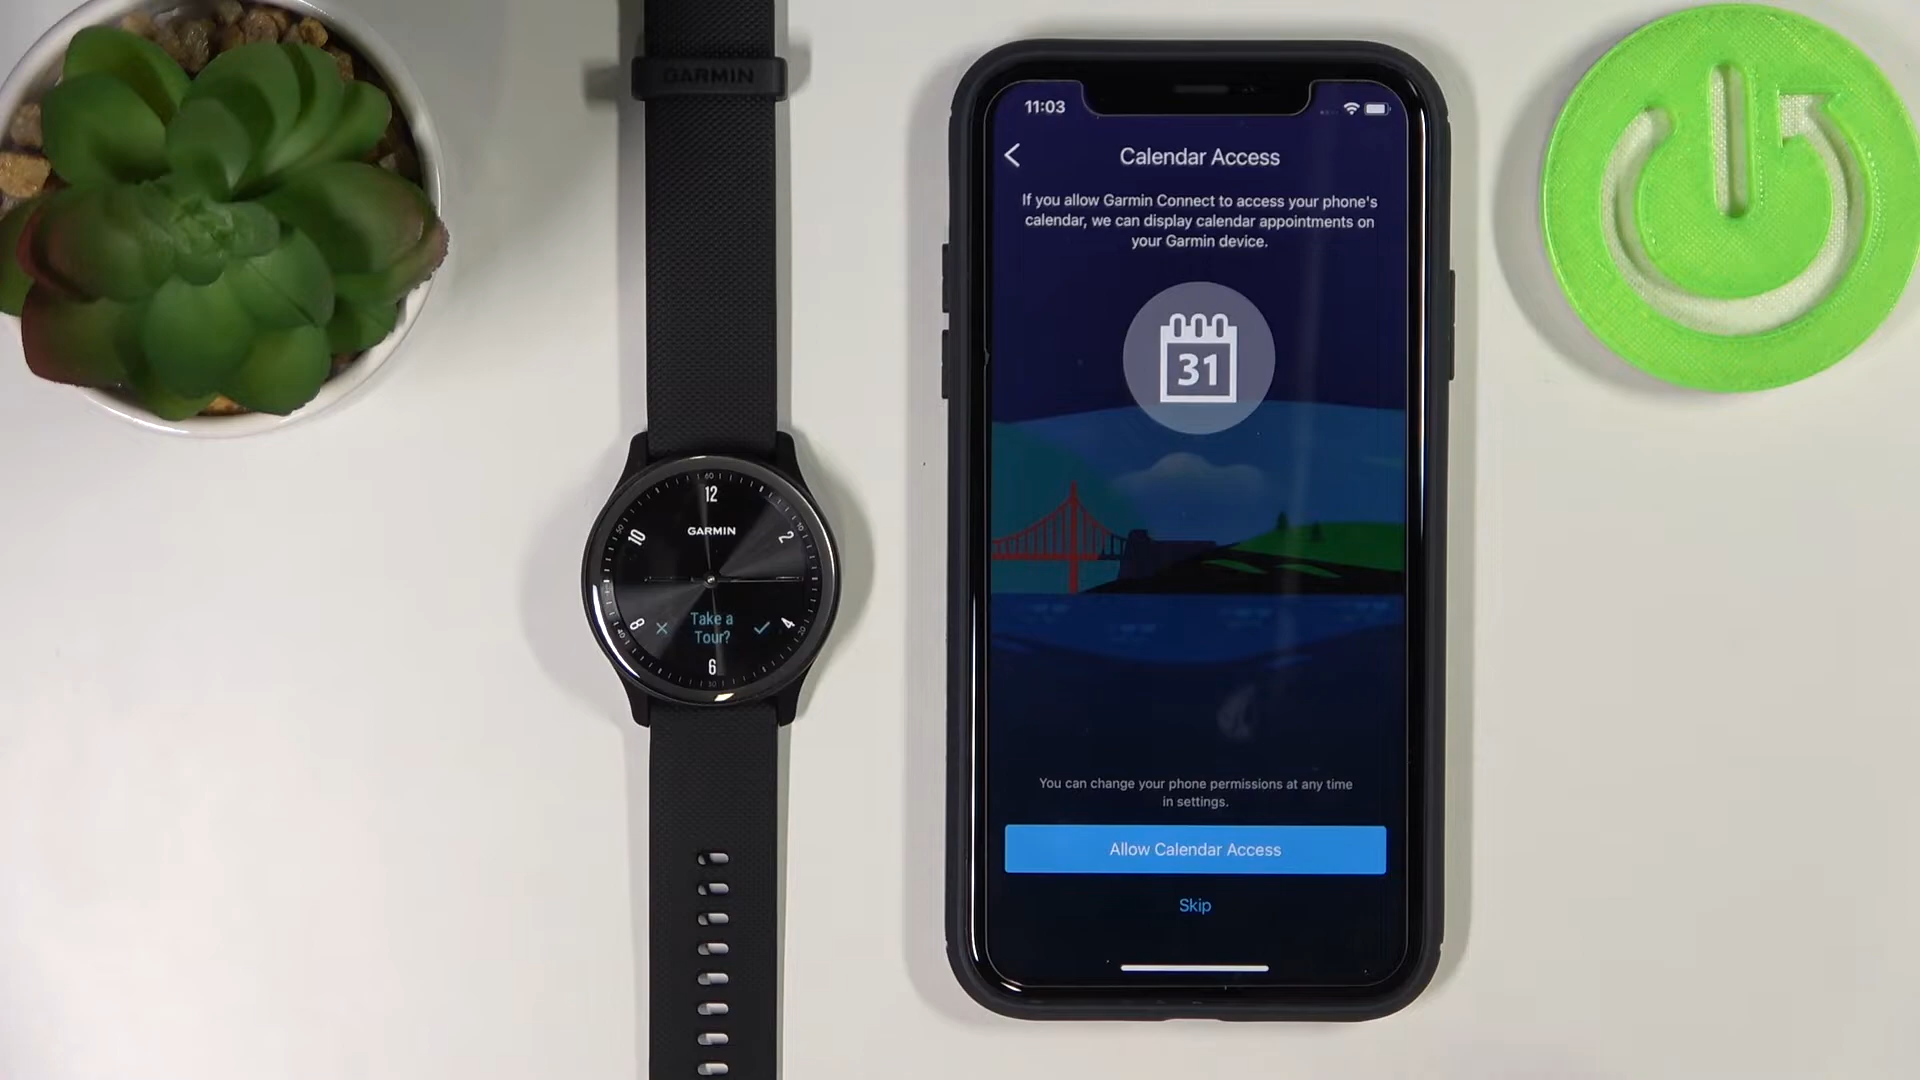 GARMIN
60
12
10
2
GARMIN
Take a
Tour?
8
4
6
11:03
Calendar Access
If you allow Garmin Connect to access your phone's
calendar, we can display calendar appointments on
your Garmin device.
31
You can change your phone permissions at any time
in settings.
Allow Calendar Access
Skip